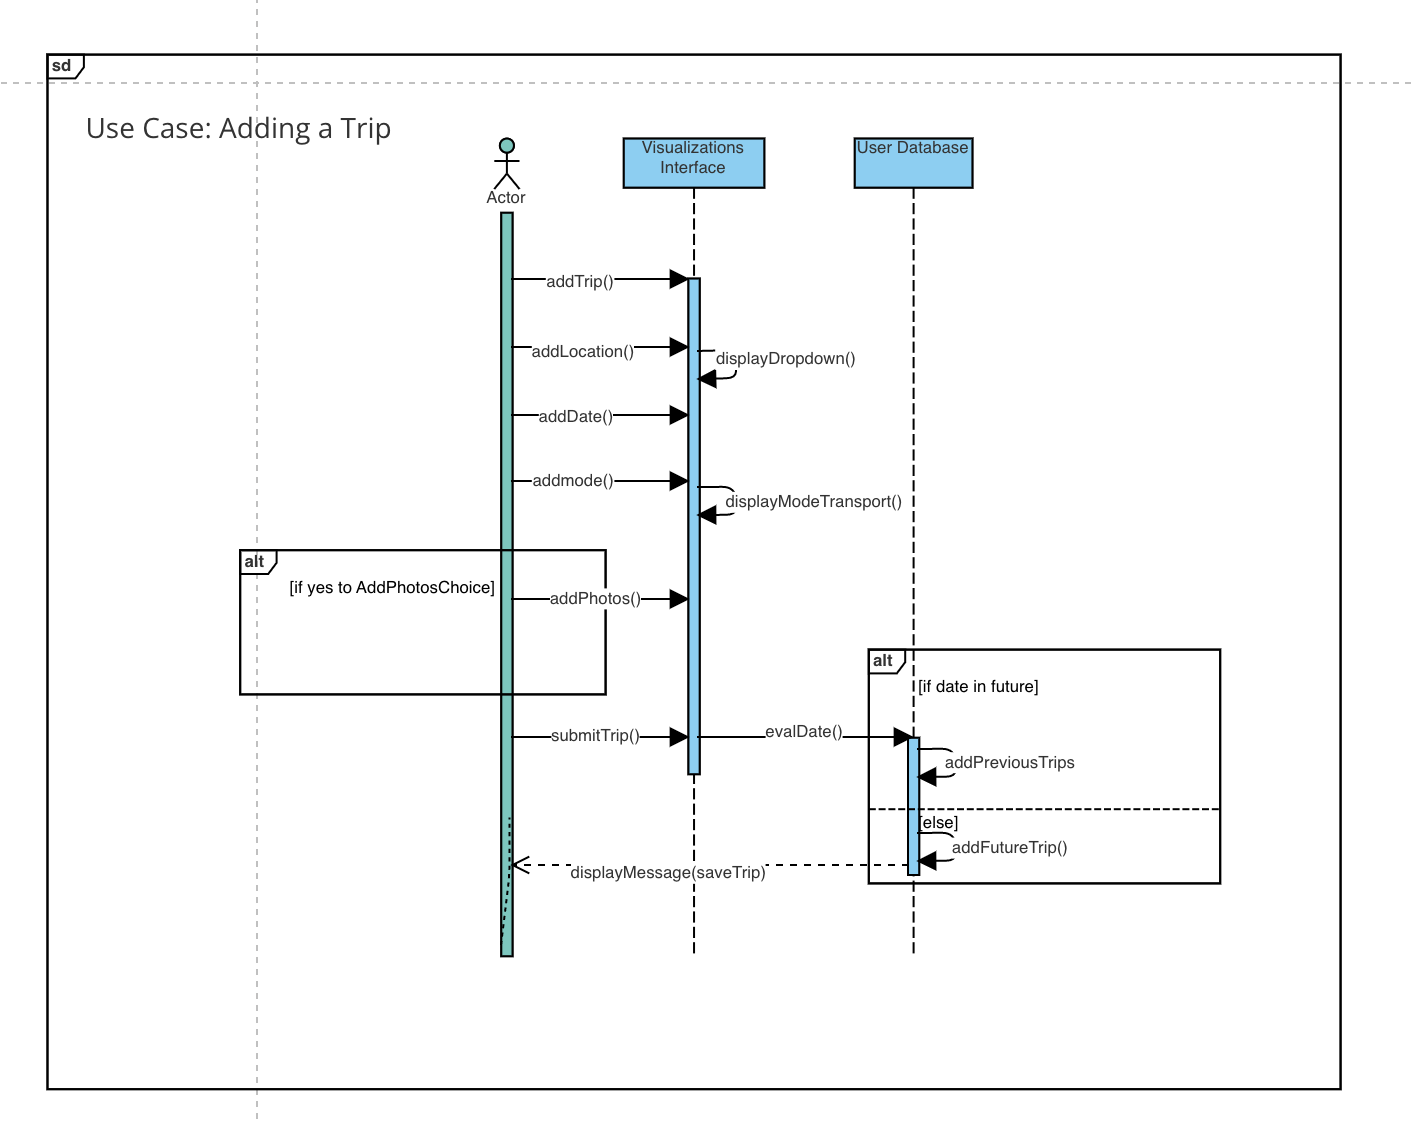 sd
Use Case: Adding a Trip
Actor
Visualizations
Interface
User Database
addTrip()
addLocation()
displayDropdown()
addDate()
addmode()
displayModeTransport()
alt
[if yes to AddPhotosChoice]
addPhotos()
alt
[if date in future]
submitTrip()
evalDate()
addPreviousTrips
[else]
addFutureTrip()
displayMessage(saveTrip)